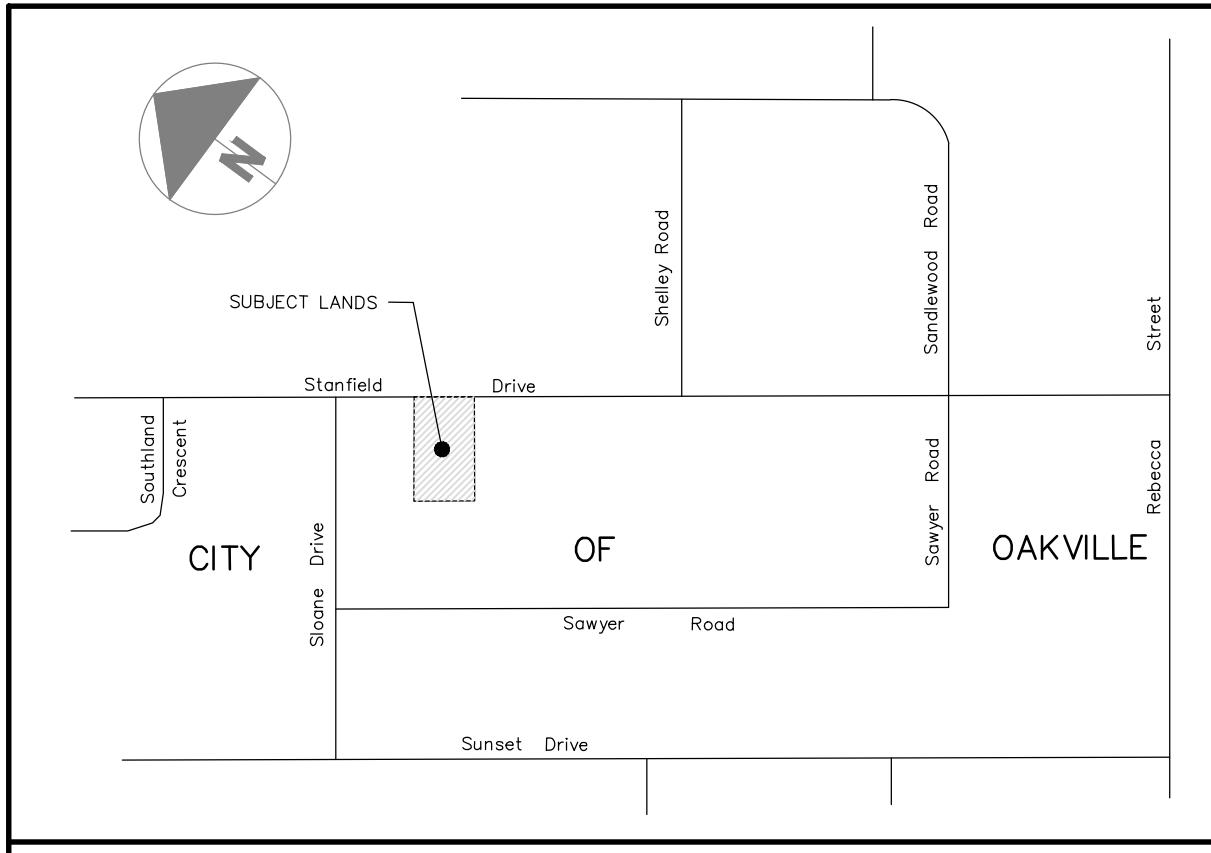 N
Shelley Road
Sandlewood Road
SUBJECT LANDS
Street
Stanfield Drive
Southland
Crescent
Sloane Drive
Sawyer Road
Rebecca
CITY OF OAKVILLE
Sawyer Road
Sunset Drive